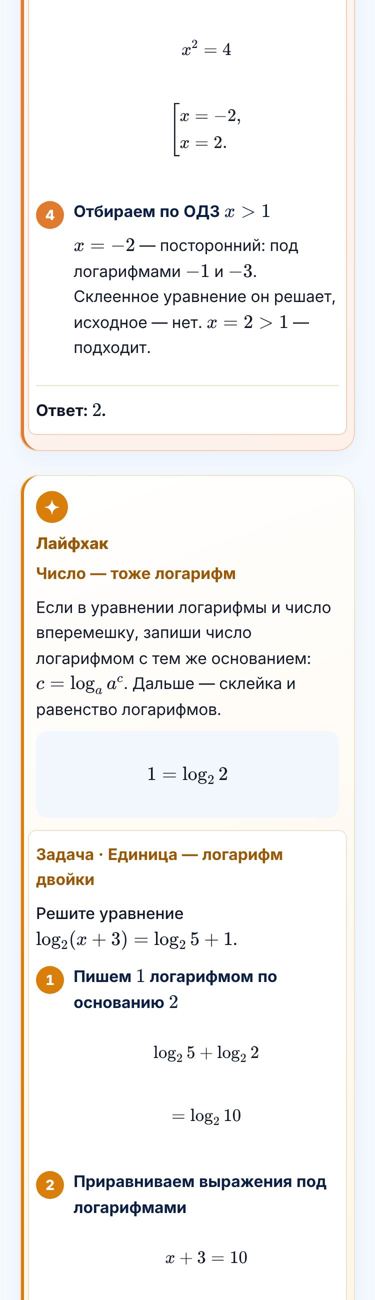 x² = 4
[x = −2,
x = 2.
4 Отбираем по ОДЗ x > 1
x = −2 — посторонний: под
логарифмами −1 и −3.
Склеенное уравнение он решает,
исходное — нет. x = 2 > 1 —
подходит.
Ответ: 2.
✦
Лайфхак
Число — тоже логарифм
Если в уравнении логарифмы и число
вперемешку, запиши число
логарифмом с тем же основанием:
c = logₐ aᶜ. Дальше — склейка и
равенство логарифмов.
1 = log₂ 2
Задача · Единица — логарифм
двойки
Решите уравнение
log₂(x + 3) = log₂ 5 + 1.
1 Пишем 1 логарифмом по
основанию 2
log₂ 5 + log₂ 2
= log₂ 10
2 Приравниваем выражения под
логарифмами
x + 3 = 10